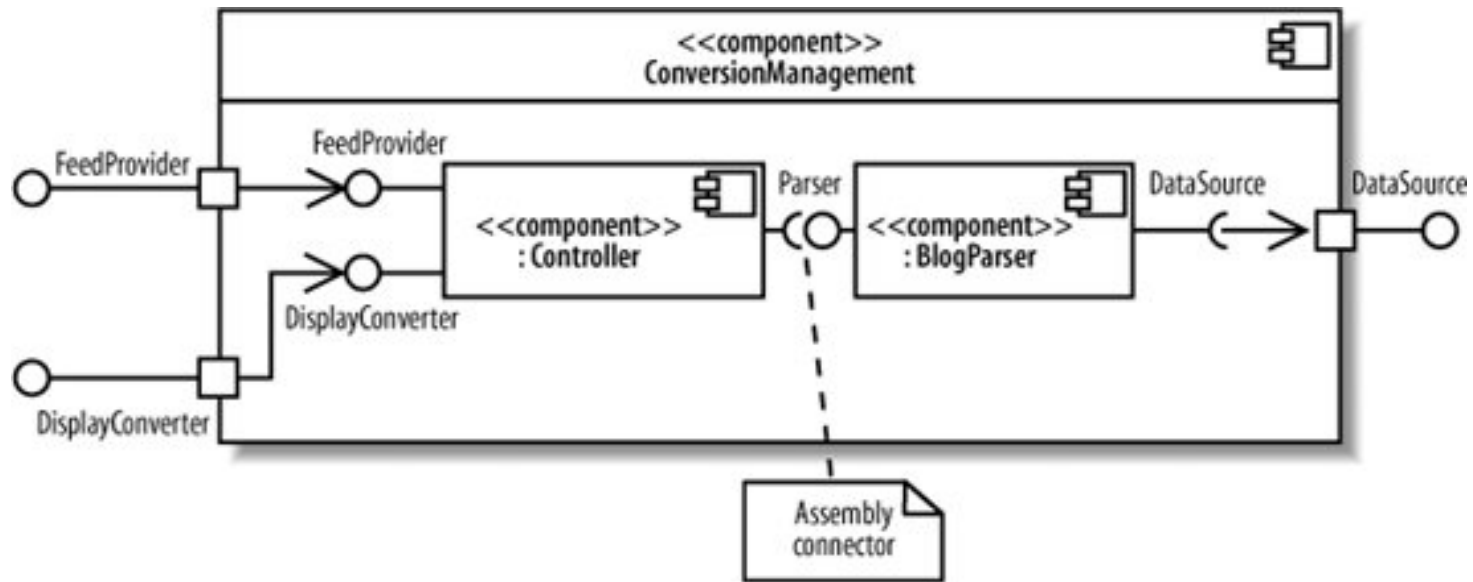 <<component>>
ConversionManagement
FeedProvider
FeedProvider
Parser
DataSource
DataSource
<<component>>
: Controller
<<component>>
: BlogParser
DisplayConverter
DisplayConverter
Assembly
connector